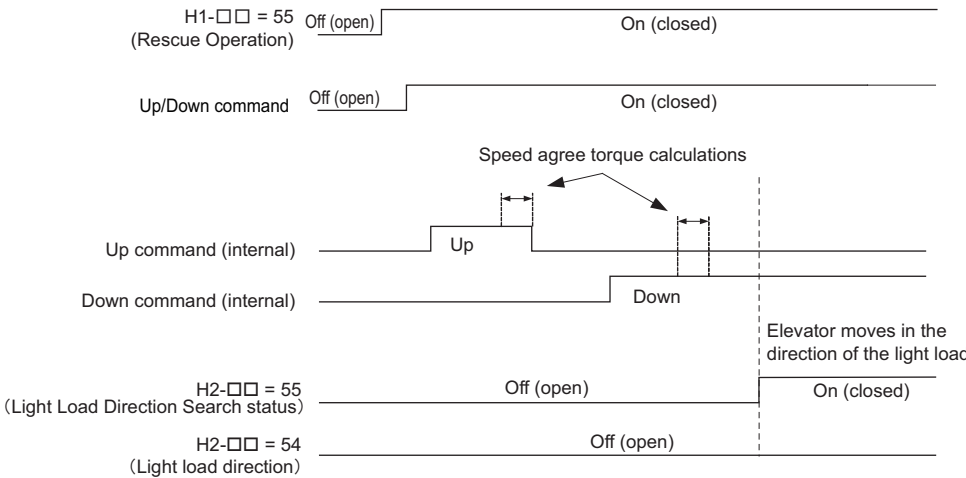 H1-□□ = 55
(Rescue Operation)
Off (open)
On (closed)
Up/Down command
Off (open)
On (closed)
Speed agree torque calculations
Up command (internal)
Up
Down command (internal)
Down
Elevator moves in the
direction of the light load
H2-□□ = 55
(Light Load Direction Search status)
Off (open)
On (closed)
H2-□□ = 54
(Light load direction)
Off (open)